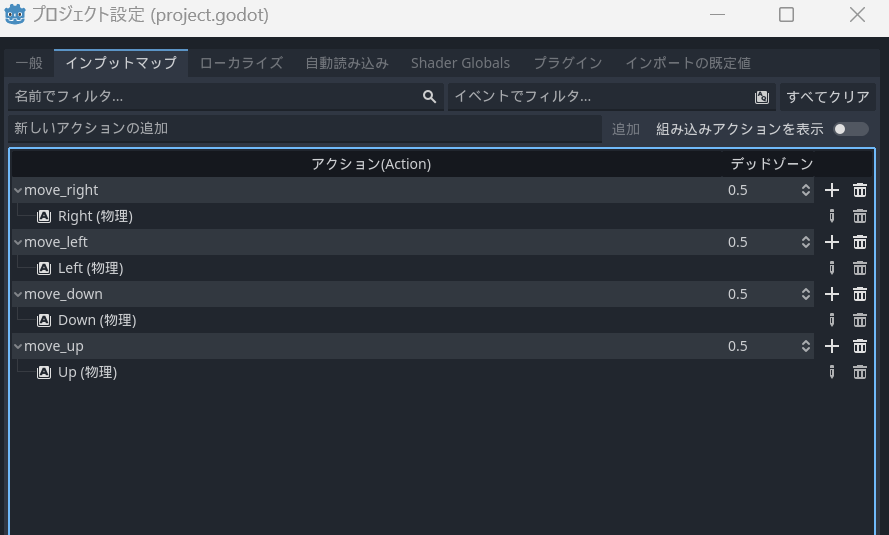 プロジェクト設定 (project.godot)
一般 インプットマップ ローカライズ 自動読み込み Shader Globals プラグイン インポートの既定値
名前でフィルタ... イベントでフィルタ... すべてクリア
新しいアクションの追加 追加 組み込みアクションを表示
アクション(Action) デッドゾーン
move_right 0.5
Right (物理)
move_left 0.5
Left (物理)
move_down 0.5
Down (物理)
move_up 0.5
Up (物理)